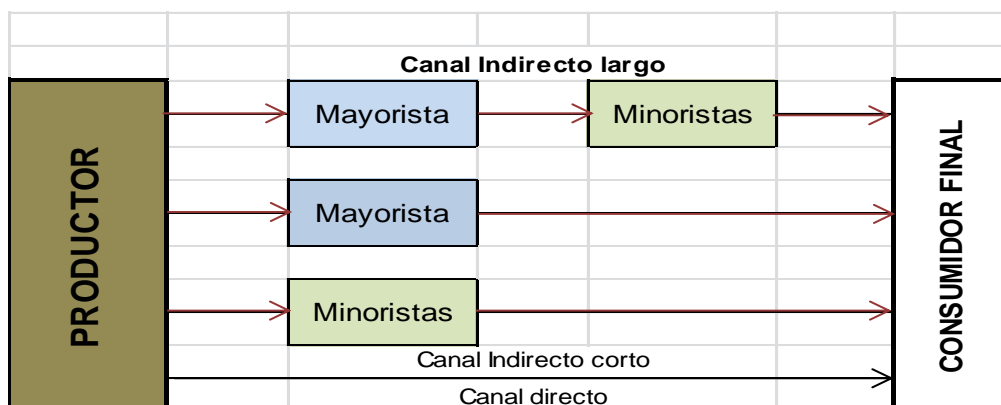 Canal Indirecto largo
PRODUCTOR
Mayorista
Minoristas
CONSUMIDOR FINAL
Mayorista
Minoristas
Canal Indirecto corto
Canal directo